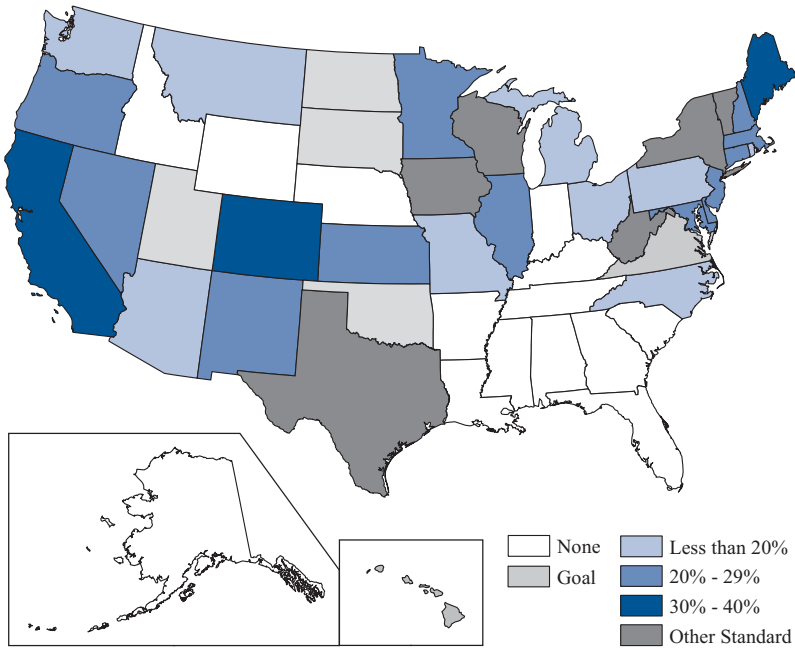 None
Goal
Less than 20%
20% - 29%
30% - 40%
Other Standard